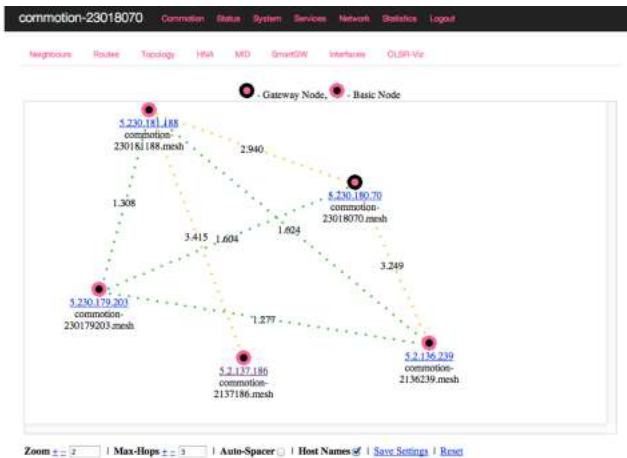 commotion-23018070 Commotion Status System Services Network Statistics Logout
Neighbours Routes Topology HNA MID SmartGW Interfaces OLSR-Viz
- Gateway Node, - Basic Node
5.230.181.188
commotion-
230181188.mesh
2.940
5.230.180.70
commotion-
23018070.mesh
1.308
3.415
1.604
1.624
3.249
5.230.179.203
commotion-
230179203.mesh
1.277
5.2.137.186
commotion-
2137186.mesh
5.2.136.239
commotion-
2136239.mesh
Zoom + - 2 | Max-Hops + - 3 | Auto-Spacer | Host Names | Save Settings | Reset